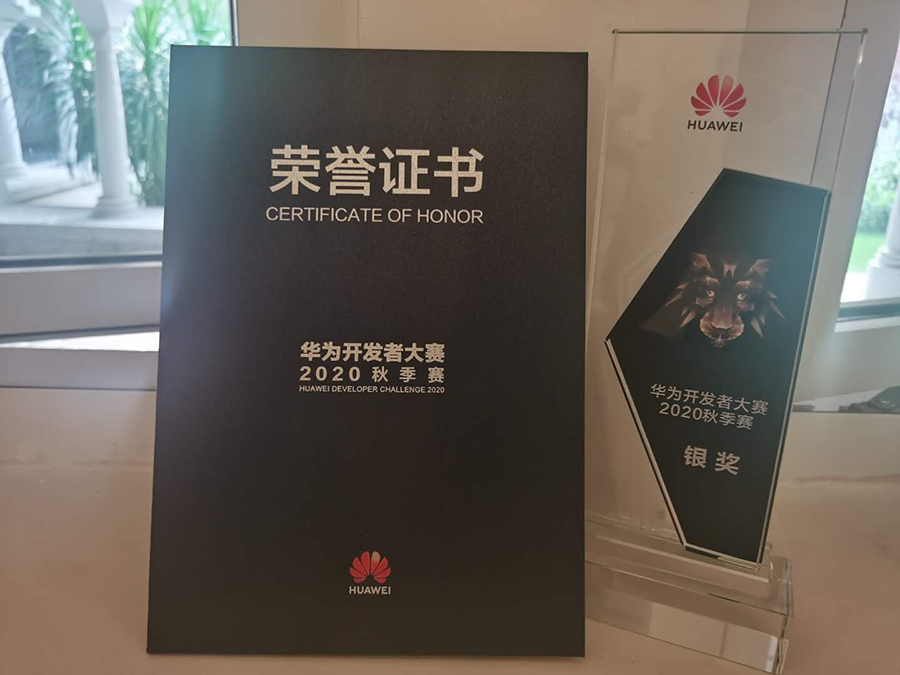 荣誉证书
CERTIFICATE OF HONOR
华为开发者大赛
2020 秋季赛
HUAWEI DEVELOPER CHALLENGE 2020
HUAWEI
HUAWEI
华为开发者大赛
2020秋季赛
银奖